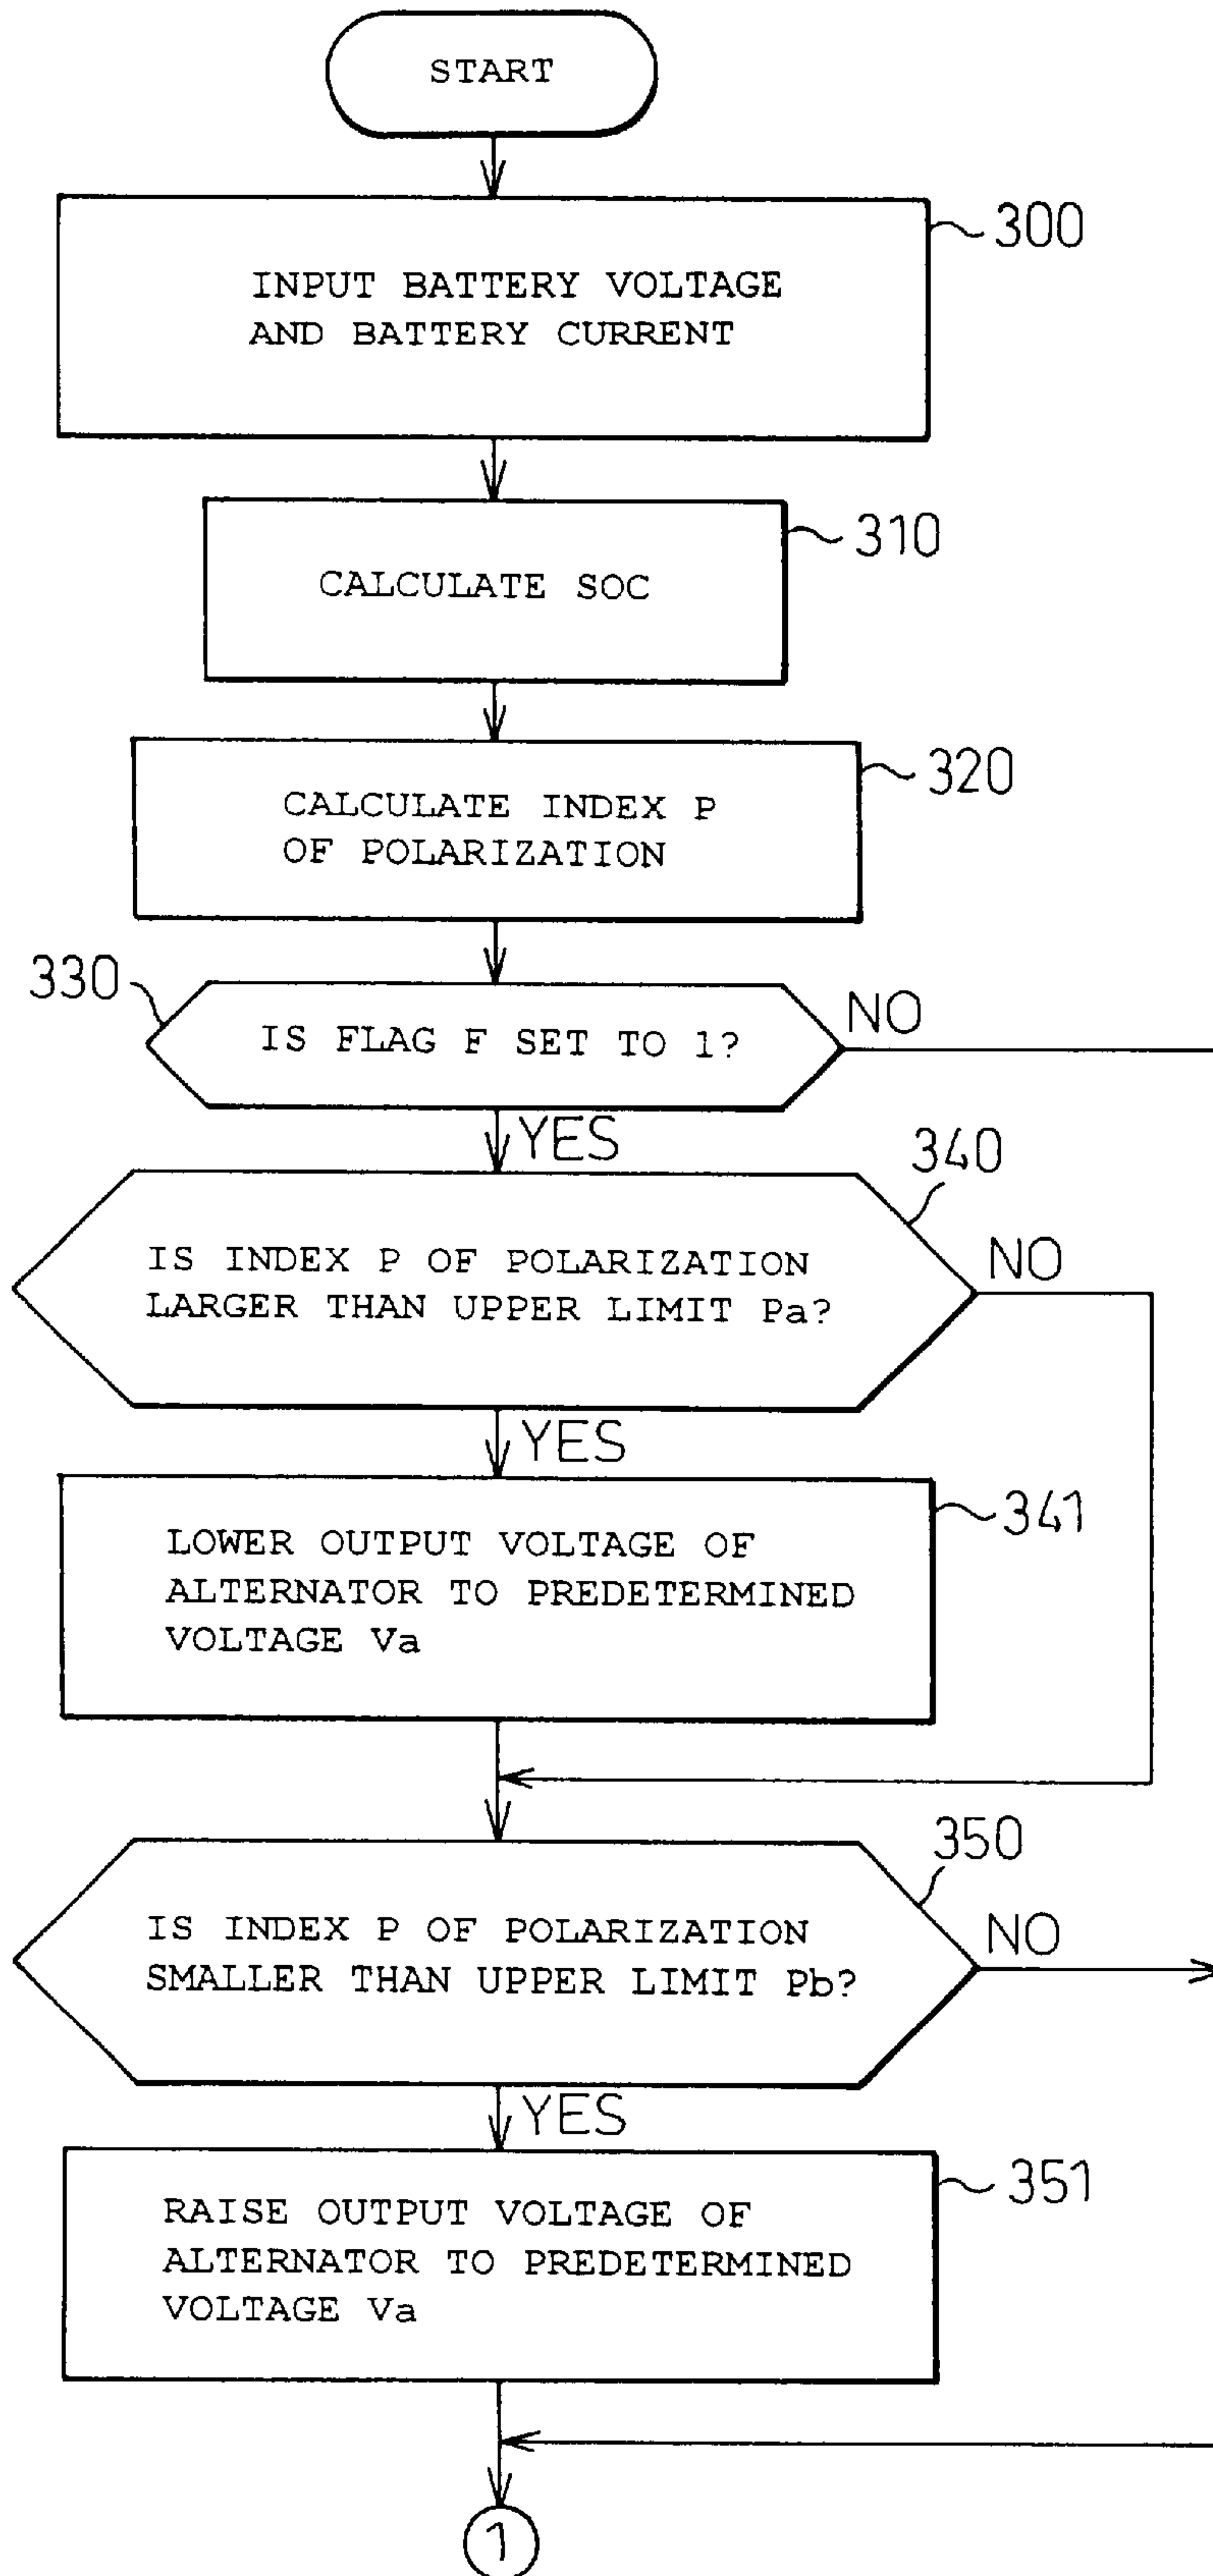 START
300
INPUT BATTERY VOLTAGE
AND BATTERY CURRENT
310
CALCULATE SOC
320
CALCULATE INDEX P
OF POLARIZATION
330
IS FLAG F SET TO 1?
NO
YES
340
IS INDEX P OF POLARIZATION
LARGER THAN UPPER LIMIT Pa?
NO
YES
341
LOWER OUTPUT VOLTAGE OF
ALTERNATOR TO PREDETERMINED
VOLTAGE Va
350
IS INDEX P OF POLARIZATION
SMALLER THAN UPPER LIMIT Pb?
NO
YES
351
RAISE OUTPUT VOLTAGE OF
ALTERNATOR TO PREDETERMINED
VOLTAGE Va
1